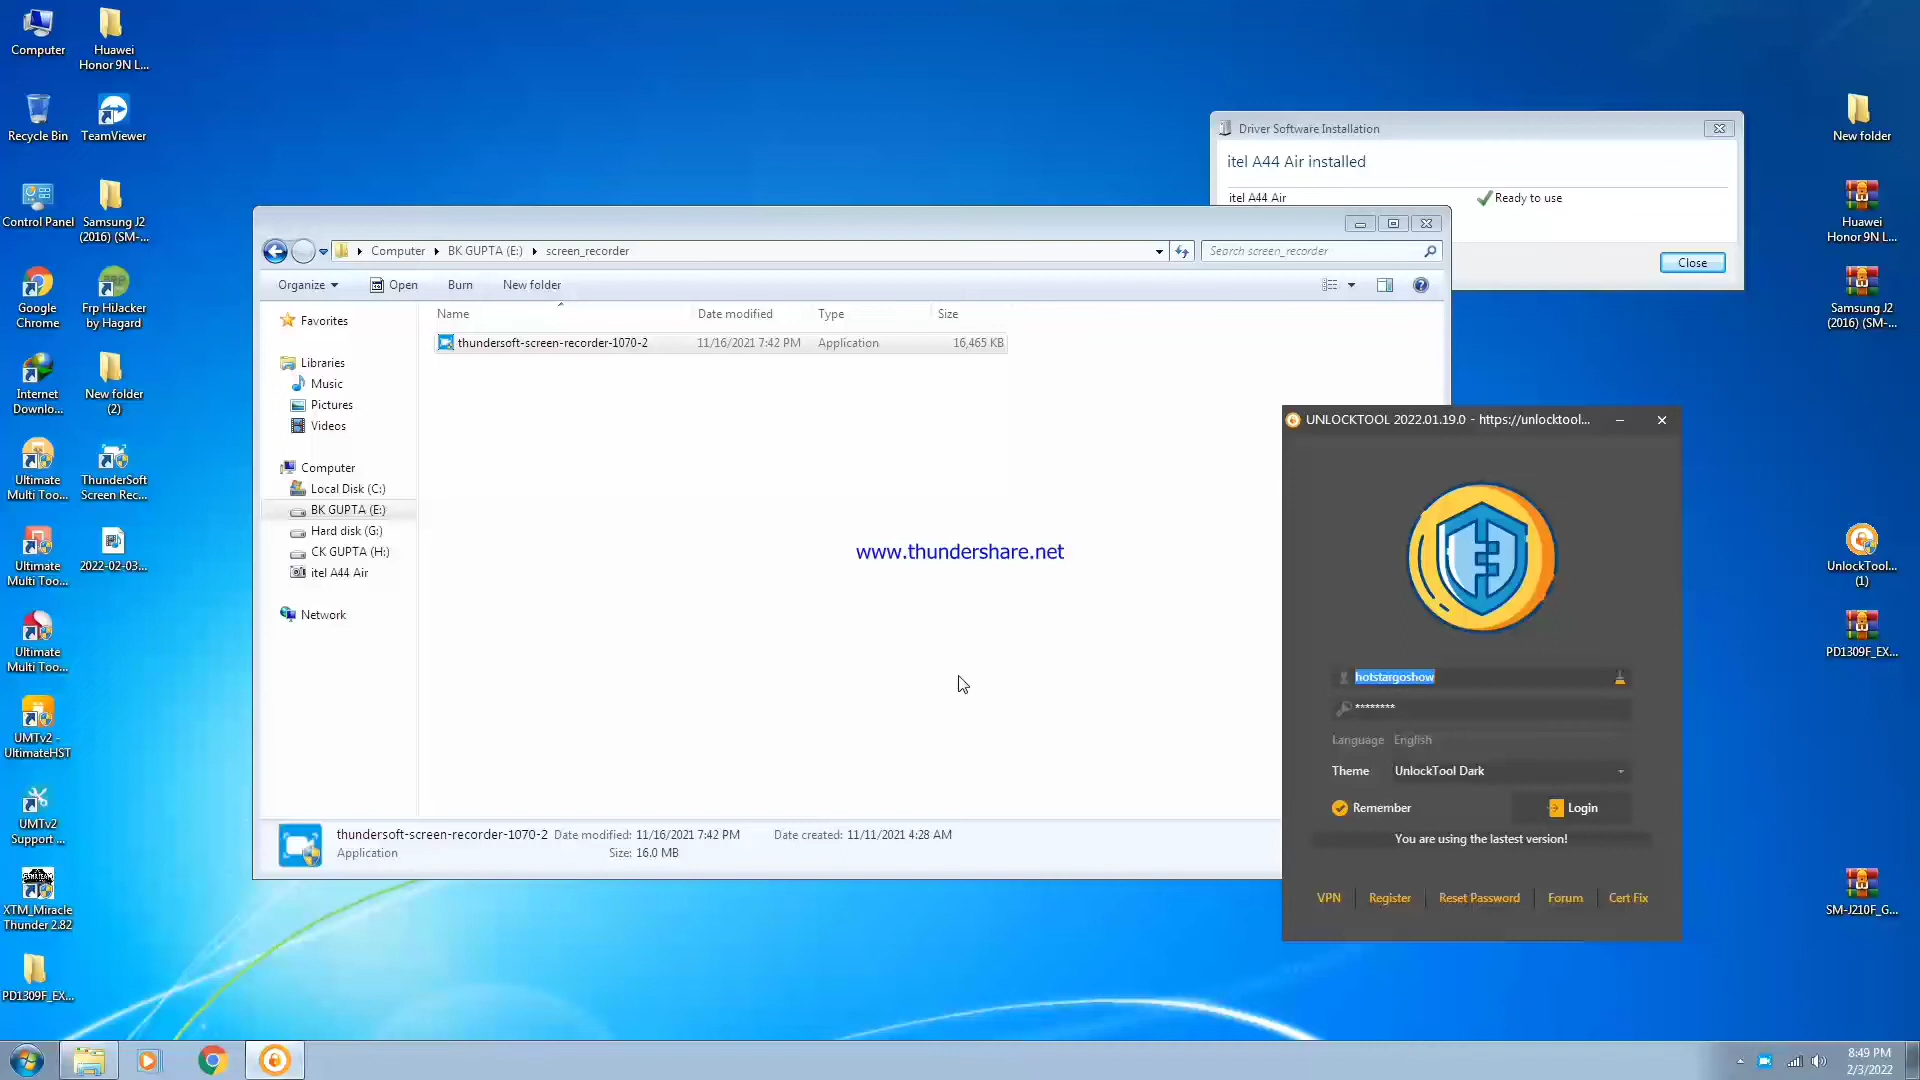 Computer
Huawei
Honor 9N L...
Recycle Bin
TeamViewer
Control Panel
Samsung J2
(2016) (SM-...
Google
Chrome
Frp HiJacker
by Hagard
Internet
Downlo...
New folder
(2)
Ultimate
Multi Too...
ThunderSoft
Screen Rec...
Ultimate
Multi Too...
2022-02-03...
Ultimate
Multi Too...
UMTv2 -
UltimateHST
UMTv2
Support ...
XTM_Miracle
Thunder 2.82
PD1309F_EX...
Driver Software Installation
itel A44 Air installed
itel A44 Air
Ready to use
Close
Computer
BK GUPTA (E:)
screen_recorder
Search screen_recorder
Organize
Open
Burn
New folder
Favorites
Libraries
Music
Pictures
Videos
Computer
Local Disk (C:)
BK GUPTA (E:)
Hard disk (G:)
CK GUPTA (H:)
itel A44 Air
Network
Name
Date modified
Type
Size
thundersoft-screen-recorder-1070-2
11/16/2021 7:42 PM
Application
16,465 KB
www.thundershare.net
thundersoft-screen-recorder-1070-2 Date modified: 11/16/2021 7:42 PM Date created: 11/11/2021 4:28 AM
Application Size: 16.0 MB
UNLOCKTOOL 2022.01.19.0 - https://unlocktool...
hotstargoshow
********
Language English
Theme UnlockTool Dark
Remember
Login
You are using the lastest version!
VPN
Register
Reset Password
Forum
Cert Fix
New folder
Huawei
Honor 9N L...
Samsung J2
(2016) (SM-...
UnlockTool...
(1)
PD1309F_EX...
SM-J210F_G...
8:49 PM
2/3/2022